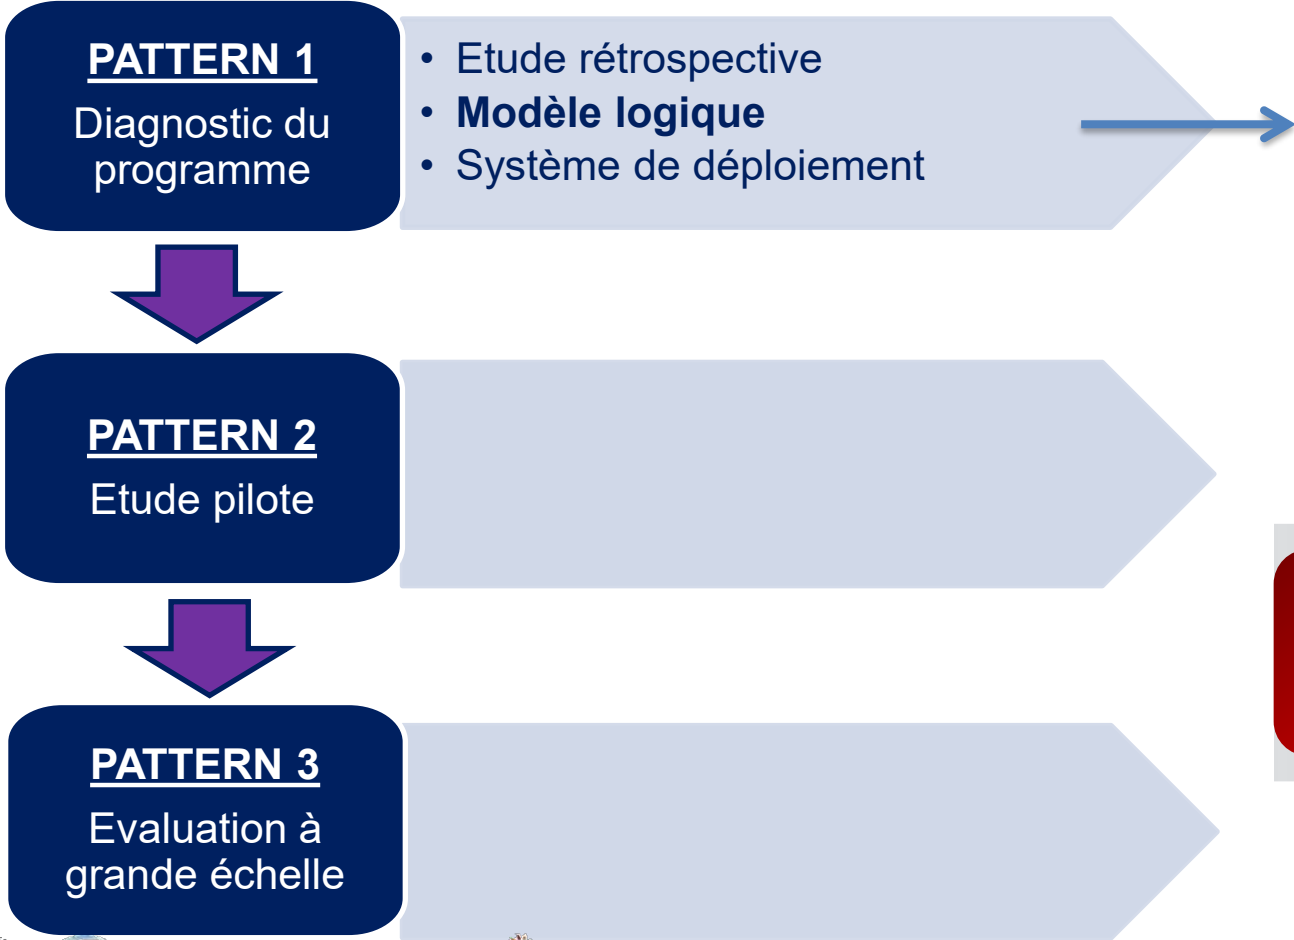 PATTERN 1
Diagnostic du
programme
• Etude rétrospective
• Modèle logique
• Système de déploiement
PATTERN 2
Etude pilote
PATTERN 3
Evaluation à
grande échelle